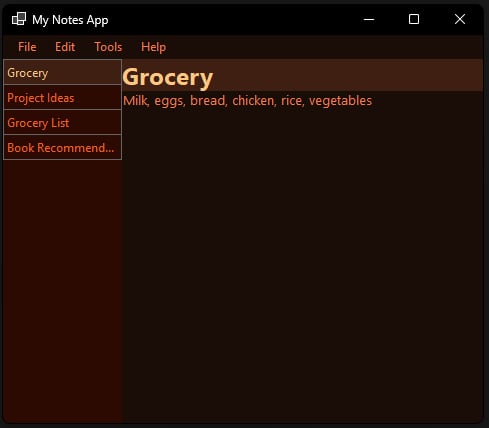 My Notes App
File Edit Tools Help
Grocery
Project Ideas
Grocery List
Book Recommend...
Grocery
Milk, eggs, bread, chicken, rice, vegetables